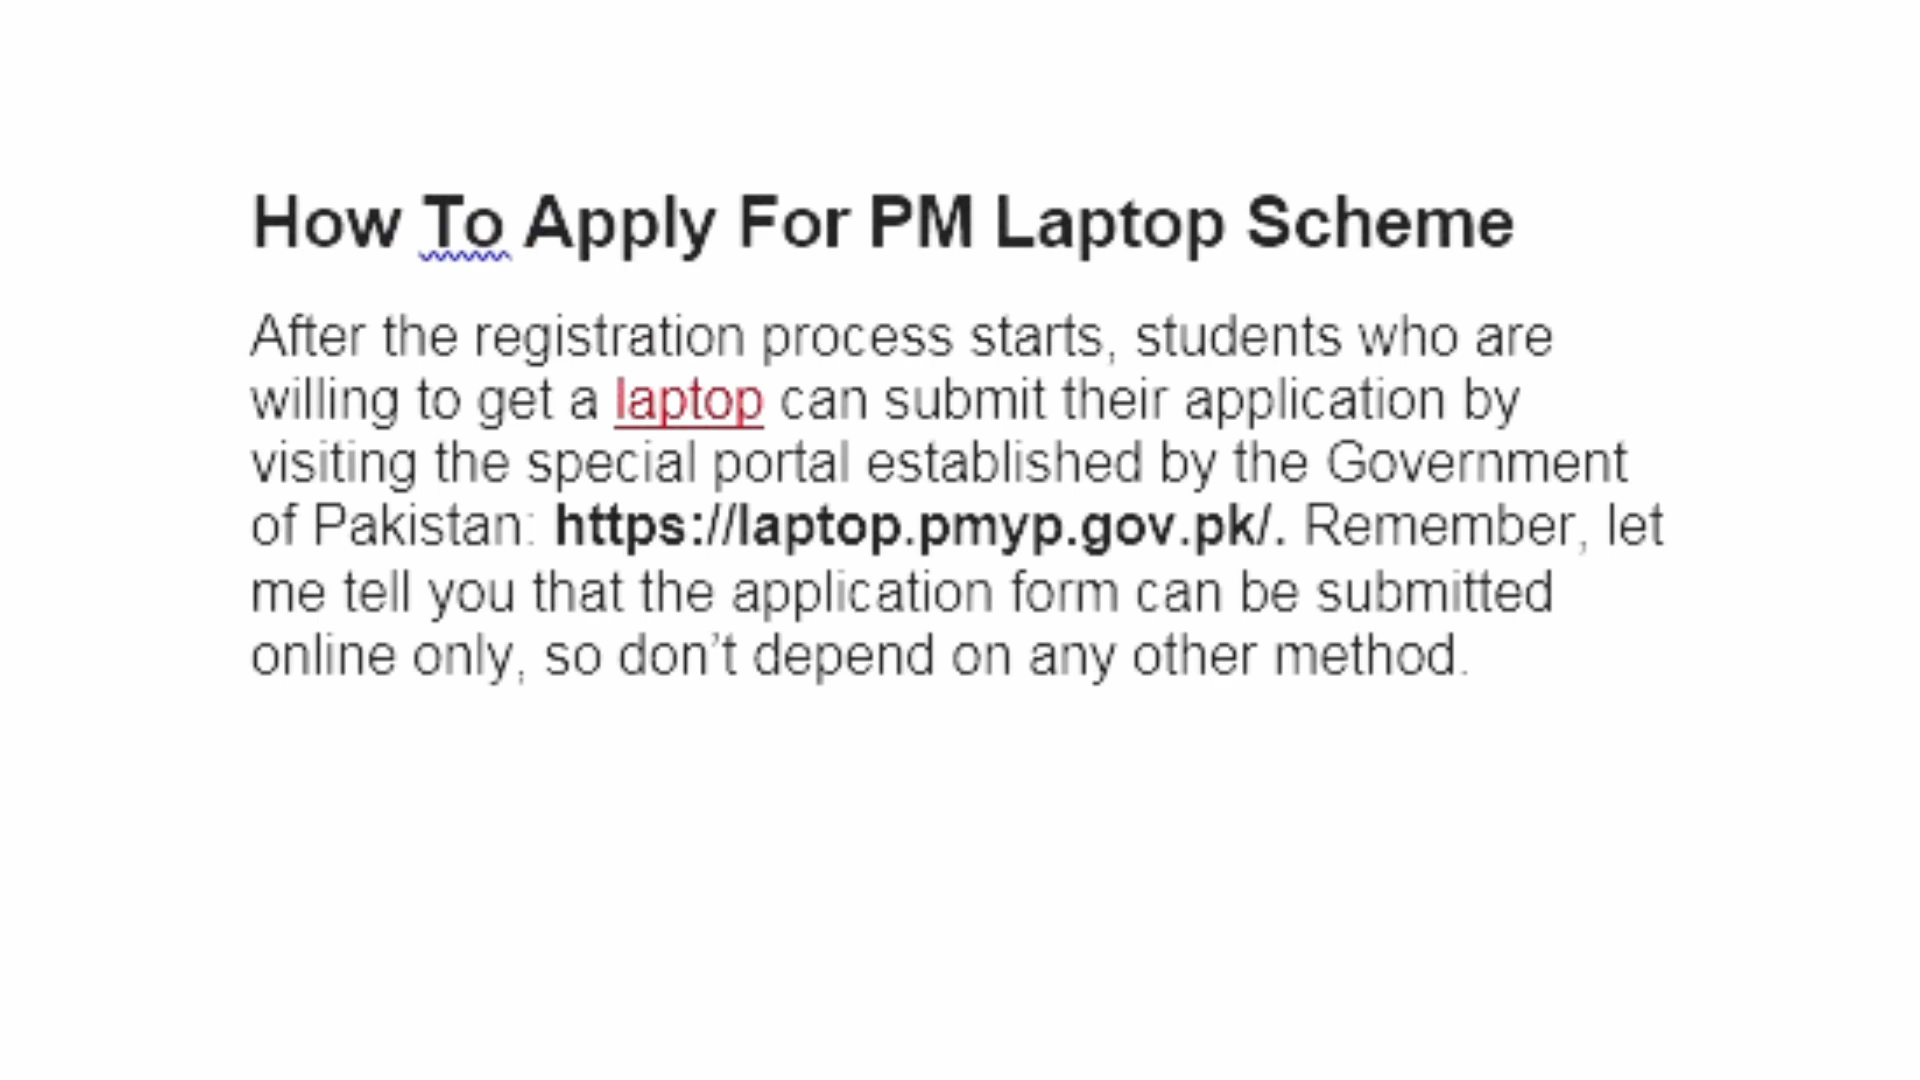 How To Apply For PM Laptop Scheme
After the registration process starts, students who are
willing to get a laptop can submit their application by
visiting the special portal established by the Government
of Pakistan: https://laptop.pmyp.gov.pk/. Remember, let
me tell you that the application form can be submitted
online only, so don’t depend on any other method.